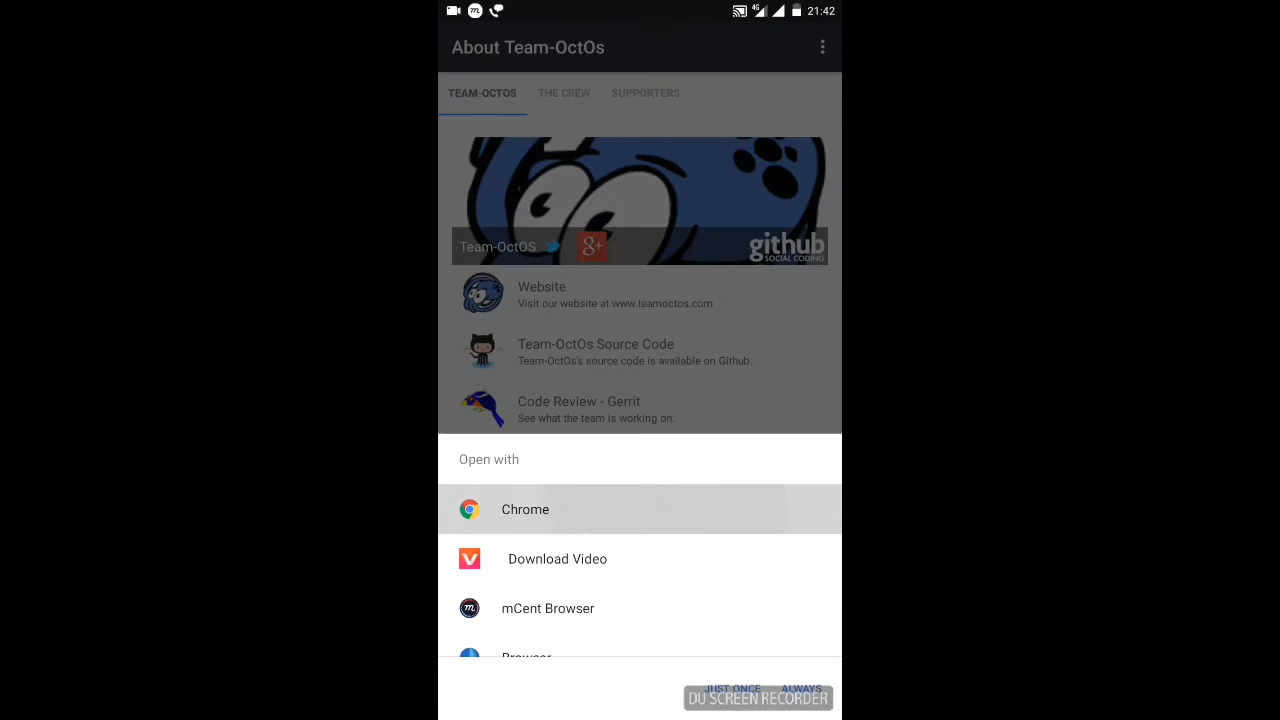 4G 21:42
About Team-OctOs
TEAM-OCTOS THE CREW SUPPORTERS
Team-OctOS g+ github
SOCIAL CODING
Website
Visit our website at www.teamoctos.com
Team-OctOs Source Code
Team-OctOs's source code is available on Github.
Code Review - Gerrit
See what the team is working on.
Open with
Chrome
Download Video
mCent Browser
Browser
JUST ONCE ALWAYS
DU SCREEN RECORDER